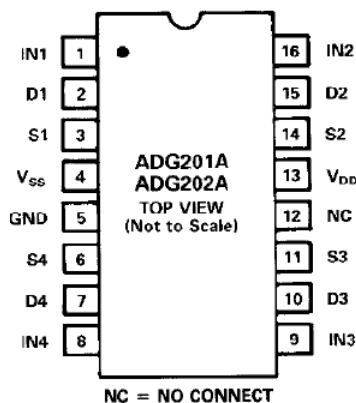 IN1 1 16 IN2
D1 2 15 D2
S1 3 14 S2
VSS 4 ADG201A 13 VDD
ADG202A
TOP VIEW
GND 5 (Not to Scale) 12 NC
S4 6 11 S3
D4 7 10 D3
IN4 8 9 IN3
NC = NO CONNECT